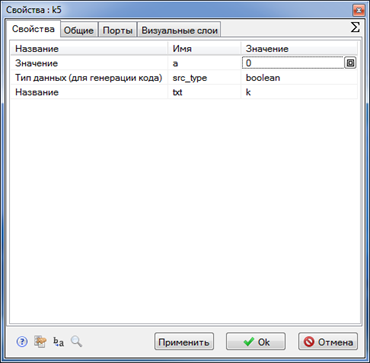 Свойства : k5
Свойства Общие Порты Визуальные слои Σ
Название Имя Значение
Значение a 0
Тип данных (для генерации кода) src_type boolean
Название txt k
Применить Ok Отмена